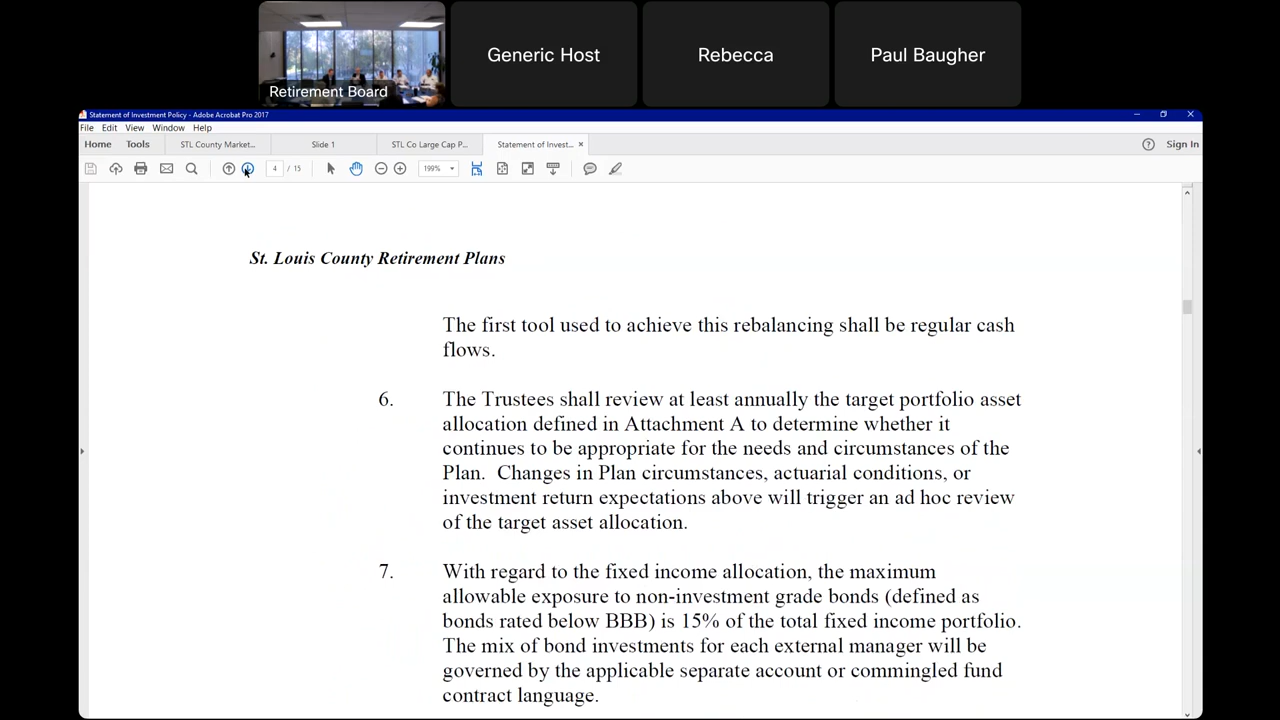 Retirement Board
Generic Host
Rebecca
Paul Baugher
Statement of Investment Policy - Adobe Acrobat Pro 2017
File Edit View Window Help
Home Tools STL County Market... Slide 1 STL Co Large Cap P... Statement of Invest... × Sign In
4 / 15 199%
St. Louis County Retirement Plans
The first tool used to achieve this rebalancing shall be regular cash
flows.
6. The Trustees shall review at least annually the target portfolio asset
allocation defined in Attachment A to determine whether it
continues to be appropriate for the needs and circumstances of the
Plan. Changes in Plan circumstances, actuarial conditions, or
investment return expectations above will trigger an ad hoc review
of the target asset allocation.
7. With regard to the fixed income allocation, the maximum
allowable exposure to non-investment grade bonds (defined as
bonds rated below BBB) is 15% of the total fixed income portfolio.
The mix of bond investments for each external manager will be
governed by the applicable separate account or commingled fund
contract language.